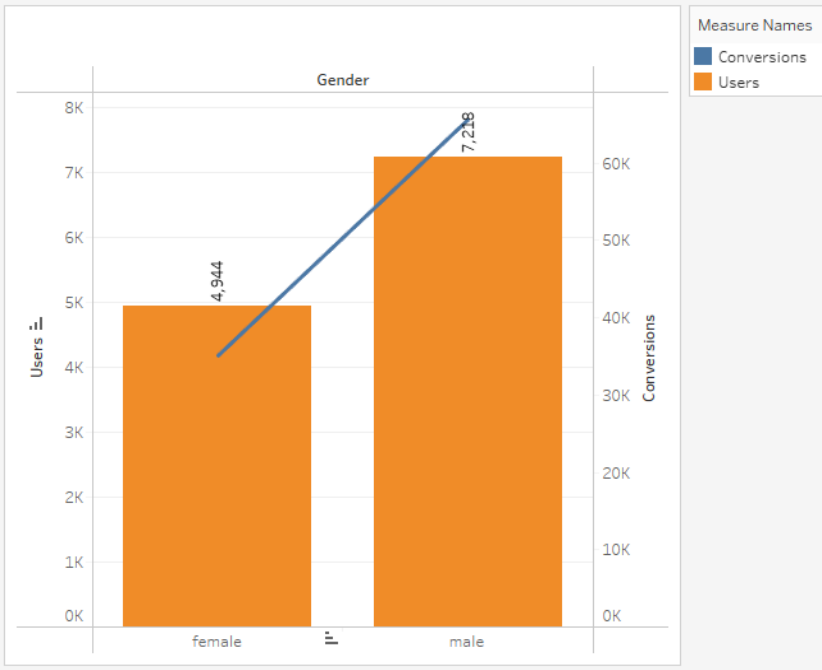 Measure Names
Conversions
Users
Gender
8K
7K
6K
5K
4K
3K
2K
1K
0K
Users
4,944
7,218
60K
50K
40K
30K
20K
10K
0K
Conversions
female
male